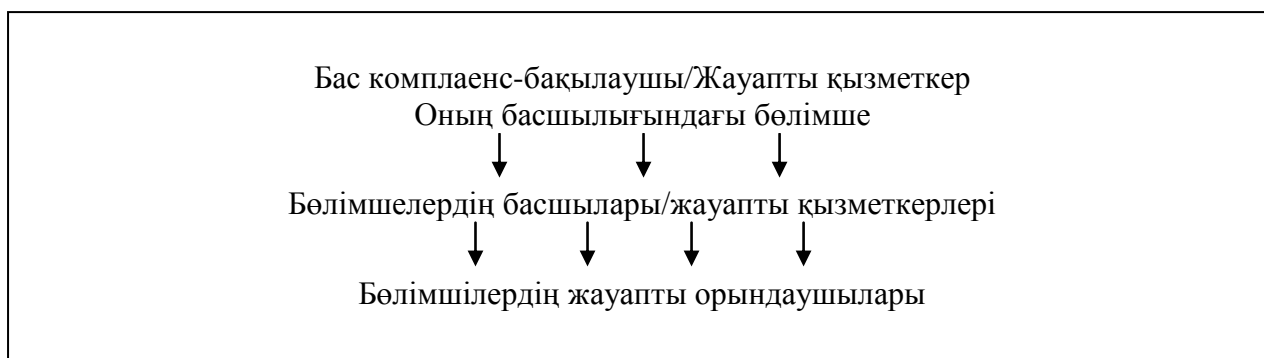 Бас комплаенс-бақылаушы/Жауапты қызметкер
Оның басшылығындағы бөлімше
Бөлімшелердің басшылары/жауапты қызметкерлері
Бөлімшілердің жауапты орындаушылары